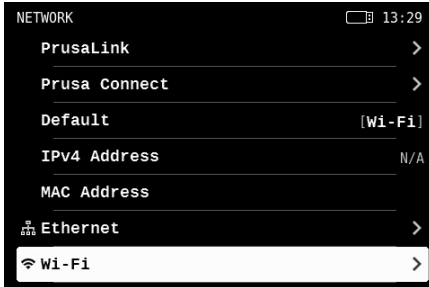 NETWORK 13:29
PrusaLink
Prusa Connect
Default [Wi-Fi]
IPv4 Address N/A
MAC Address
Ethernet
Wi-Fi